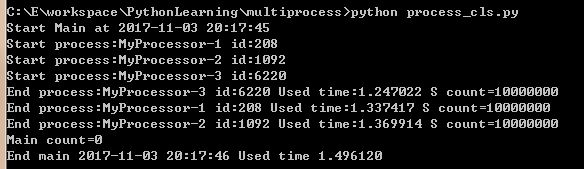 C:\E\workspace\PythonLearning\multiprocess>python process_cls.py
Start Main at 2017-11-03 20:17:45
Start process:MyProcessor-1 id:208
Start process:MyProcessor-2 id:1092
Start process:MyProcessor-3 id:6220
End process:MyProcessor-3 id:6220 Used time:1.247022 S count=10000000
End process:MyProcessor-1 id:208 Used time:1.337417 S count=10000000
End process:MyProcessor-2 id:1092 Used time:1.369914 S count=10000000
Main count=0
End main 2017-11-03 20:17:46 Used time 1.496120